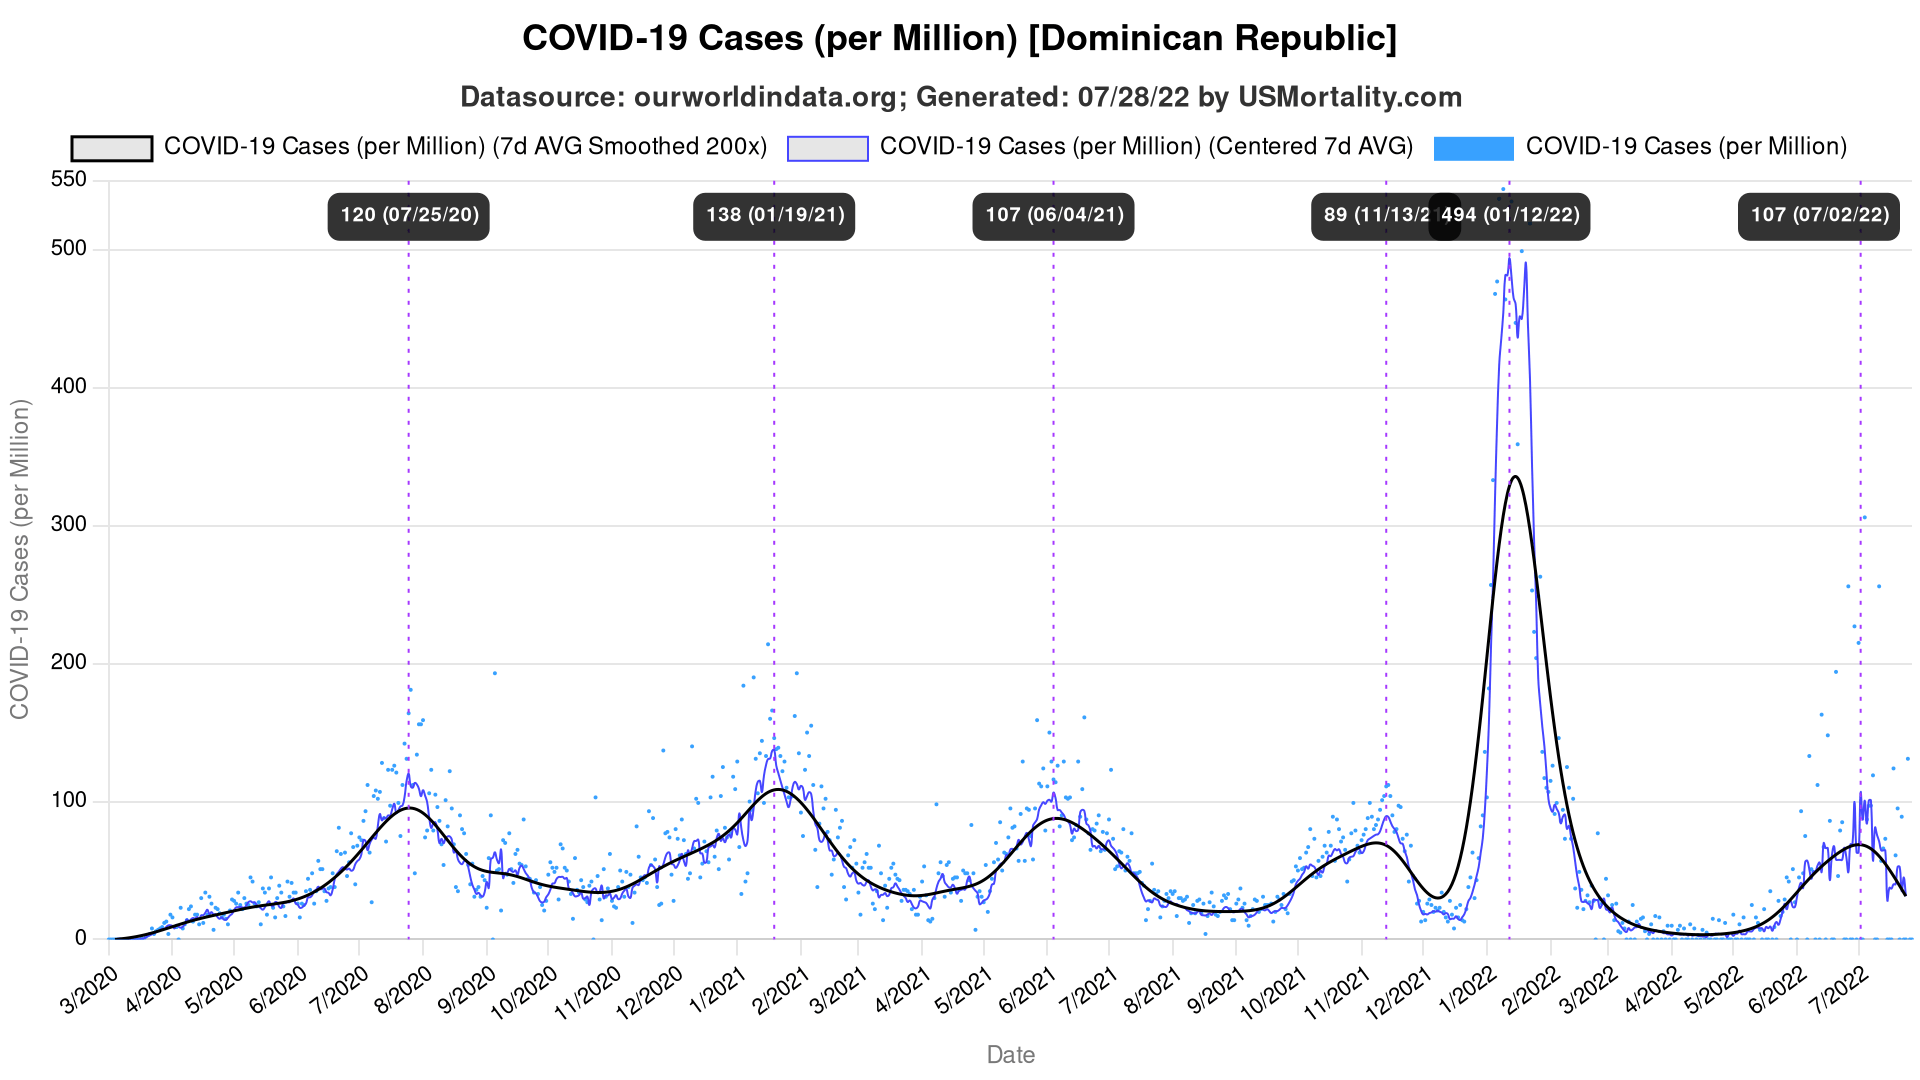 COVID-19 Cases (per Million) [Dominican Republic]
Datasource: ourworldindata.org; Generated: 07/28/22 by USMortality.com
COVID-19 Cases (per Million) (7d AVG Smoothed 200x) COVID-19 Cases (per Million) (Centered 7d AVG) COVID-19 Cases (per Million)
550
120 (07/25/20) 138 (01/19/21) 107 (06/04/21) 89 (11/13/21 494 (01/12/22) 107 (07/02/22)
500
400
300
200
100
0
COVID-19 Cases (per Million)
3/2020 4/2020 5/2020 6/2020 7/2020 8/2020 9/2020 10/2020 11/2020 12/2020 1/2021 2/2021 3/2021 4/2021 5/2021 6/2021 7/2021 8/2021 9/2021 10/2021 11/2021 12/2021 1/2022 2/2022 3/2022 4/2022 5/2022 6/2022 7/2022
Date